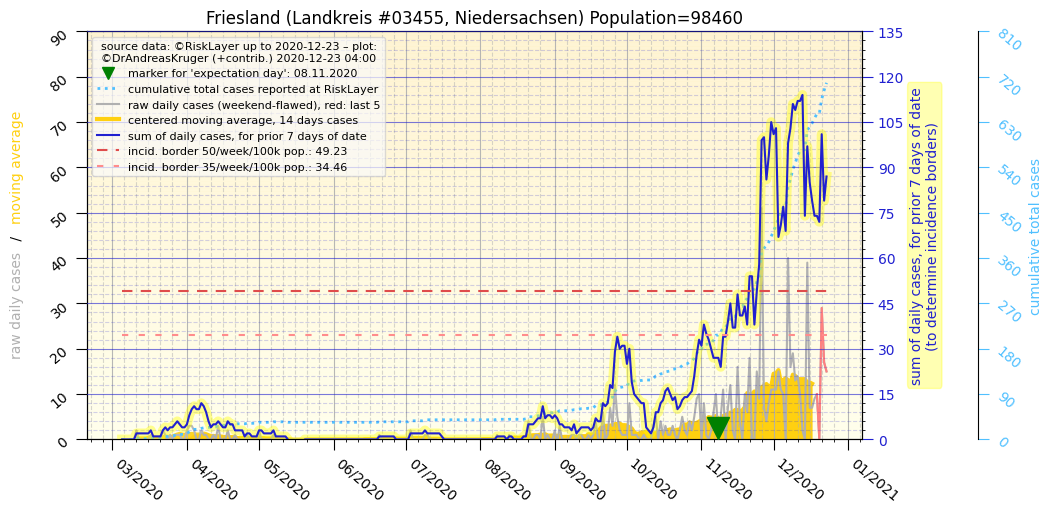 Friesland (Landkreis #03455, Niedersachsen) Population=98460
source data: ©RiskLayer up to 2020-12-23 – plot:
©DrAndreasKruger (+contrib.) 2020-12-23 04:00
marker for 'expectation day': 08.11.2020
cumulative total cases reported at RiskLayer
raw daily cases (weekend-flawed), red: last 5
centered moving average, 14 days cases
sum of daily cases, for prior 7 days of date
incid. border 50/week/100k pop.: 49.23
incid. border 35/week/100k pop.: 34.46
raw daily cases / moving average
90
80
70
60
50
40
30
20
10
0
135
120
105
90
75
60
45
30
15
0
sum of daily cases, for prior 7 days of date
(to determine incidence borders)
810
720
630
540
450
360
270
180
90
0
cumulative total cases
03/2020
04/2020
05/2020
06/2020
07/2020
08/2020
09/2020
10/2020
11/2020
12/2020
01/2021